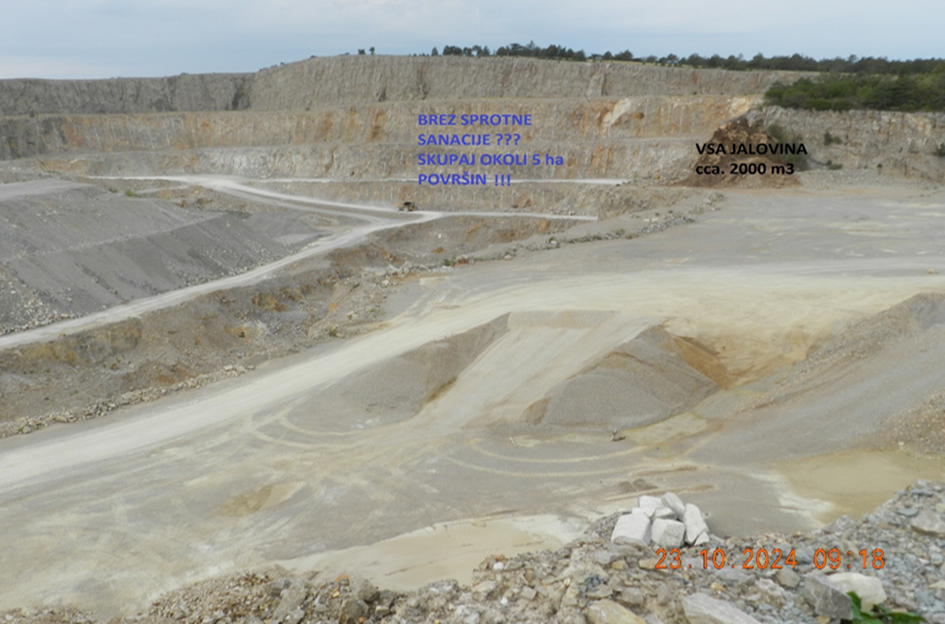 BREZ SPROTNE
SANACIJE ???
SKUPAJ OKOLI 5 ha
POVRŠIN !!!
VSA JALOVINA
cca. 2000 m3
23.10.2024 09:18